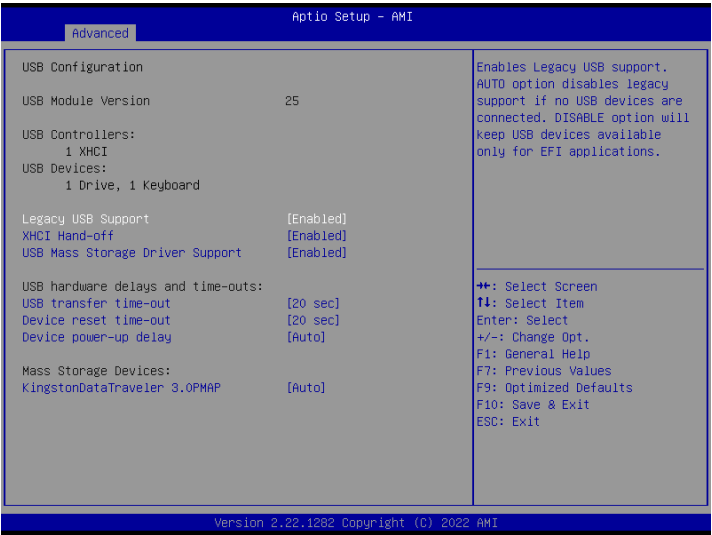 Aptio Setup – AMI
Advanced
USB Configuration
USB Module Version 25
USB Controllers:
1 XHCI
USB Devices:
1 Drive, 1 Keyboard
Legacy USB Support [Enabled]
XHCI Hand-off [Enabled]
USB Mass Storage Driver Support [Enabled]
USB hardware delays and time-outs:
USB transfer time-out [20 sec]
Device reset time-out [20 sec]
Device power-up delay [Auto]
Mass Storage Devices:
KingstonDataTraveler 3.0PMAP [Auto]
Enables Legacy USB support.
AUTO option disables legacy
support if no USB devices are
connected. DISABLE option will
keep USB devices available
only for EFI applications.
→←: Select Screen
↑↓: Select Item
Enter: Select
+/-: Change Opt.
F1: General Help
F7: Previous Values
F9: Optimized Defaults
F10: Save & Exit
ESC: Exit
Version 2.22.1282 Copyright (C) 2022 AMI